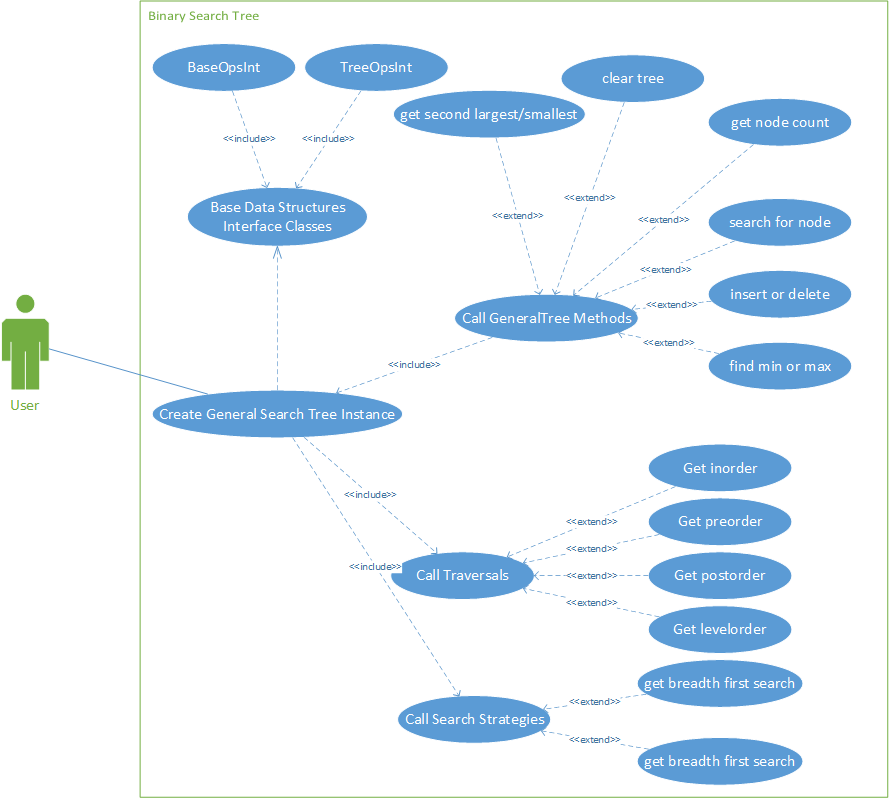 Binary Search Tree
BaseOpsInt
TreeOpsInt
clear tree
get second largest/smallest
get node count
<<include>>
<<include>>
Base Data Structures
Interface Classes
<<extend>>
<<extend>>
<<extend>>
search for node
<<extend>>
insert or delete
<<extend>>
Call GeneralTree Methods
<<extend>>
find min or max
<<include>>
User
Create General Search Tree Instance
Get inorder
<<include>>
<<extend>>
Get preorder
<<extend>>
<<include>>
Call Traversals
<<extend>>
Get postorder
<<extend>>
Get levelorder
get breadth first search
<<extend>>
Call Search Strategies
<<extend>>
get breadth first search